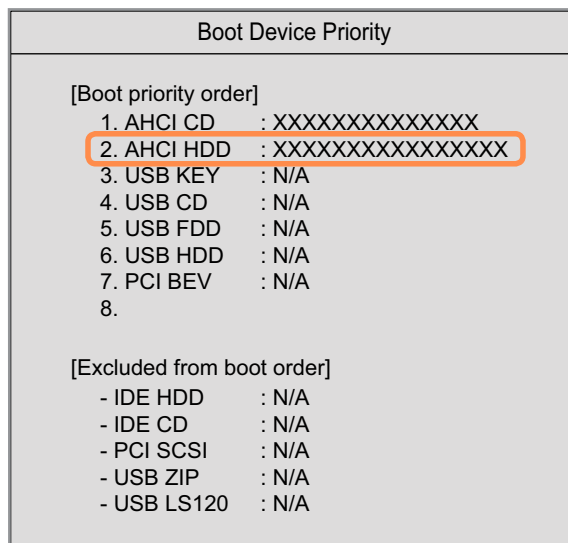 Boot Device Priority
[Boot priority order]
1. AHCI CD : XXXXXXXXXXXXXX
2. AHCI HDD : XXXXXXXXXXXXXXXX
3. USB KEY : N/A
4. USB CD : N/A
5. USB FDD : N/A
6. USB HDD : N/A
7. PCI BEV : N/A
8.
[Excluded from boot order]
- IDE HDD : N/A
- IDE CD : N/A
- PCI SCSI : N/A
- USB ZIP : N/A
- USB LS120 : N/A